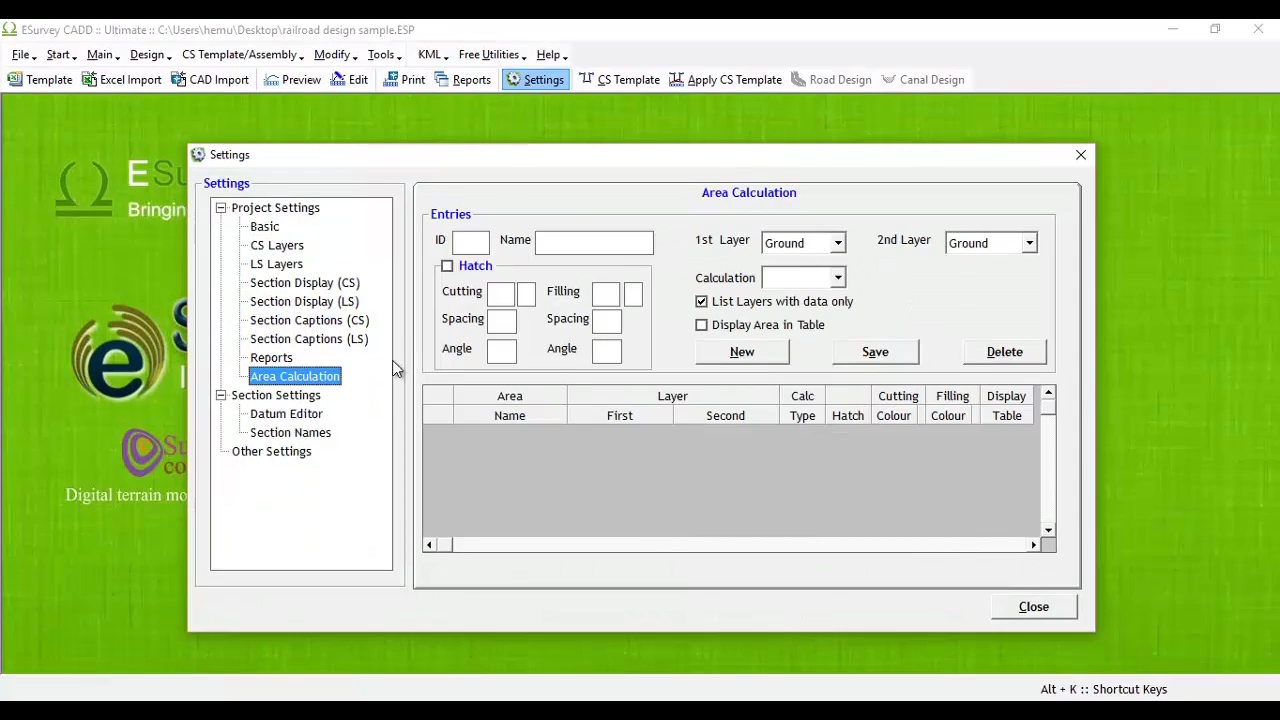 ESurvey CADD :: Ultimate :: C:\Users\hemu\Desktop\railroad design sample.ESP
File Start Main Design CS Template/Assembly Modify Tools KML Free Utilities Help
Template Excel Import CAD Import Preview Edit Print Reports Settings CS Template Apply CS Template Road Design Canal Design
Settings
E S
Bringin
Digital terrain mo
Settings
Project Settings
Basic
CS Layers
LS Layers
Section Display (CS)
Section Display (LS)
Section Captions (CS)
Section Captions (LS)
Reports
Area Calculation
Section Settings
Datum Editor
Section Names
Other Settings
Area Calculation
Entries
ID Name 1st Layer Ground 2nd Layer Ground
Hatch
Calculation
Cutting Filling
List Layers with data only
Spacing Spacing
Display Area in Table
Angle Angle
New Save Delete
Area Layer Calc Cutting Filling Display
Name First Second Type Hatch Colour Colour Table
Close
Alt + K :: Shortcut Keys